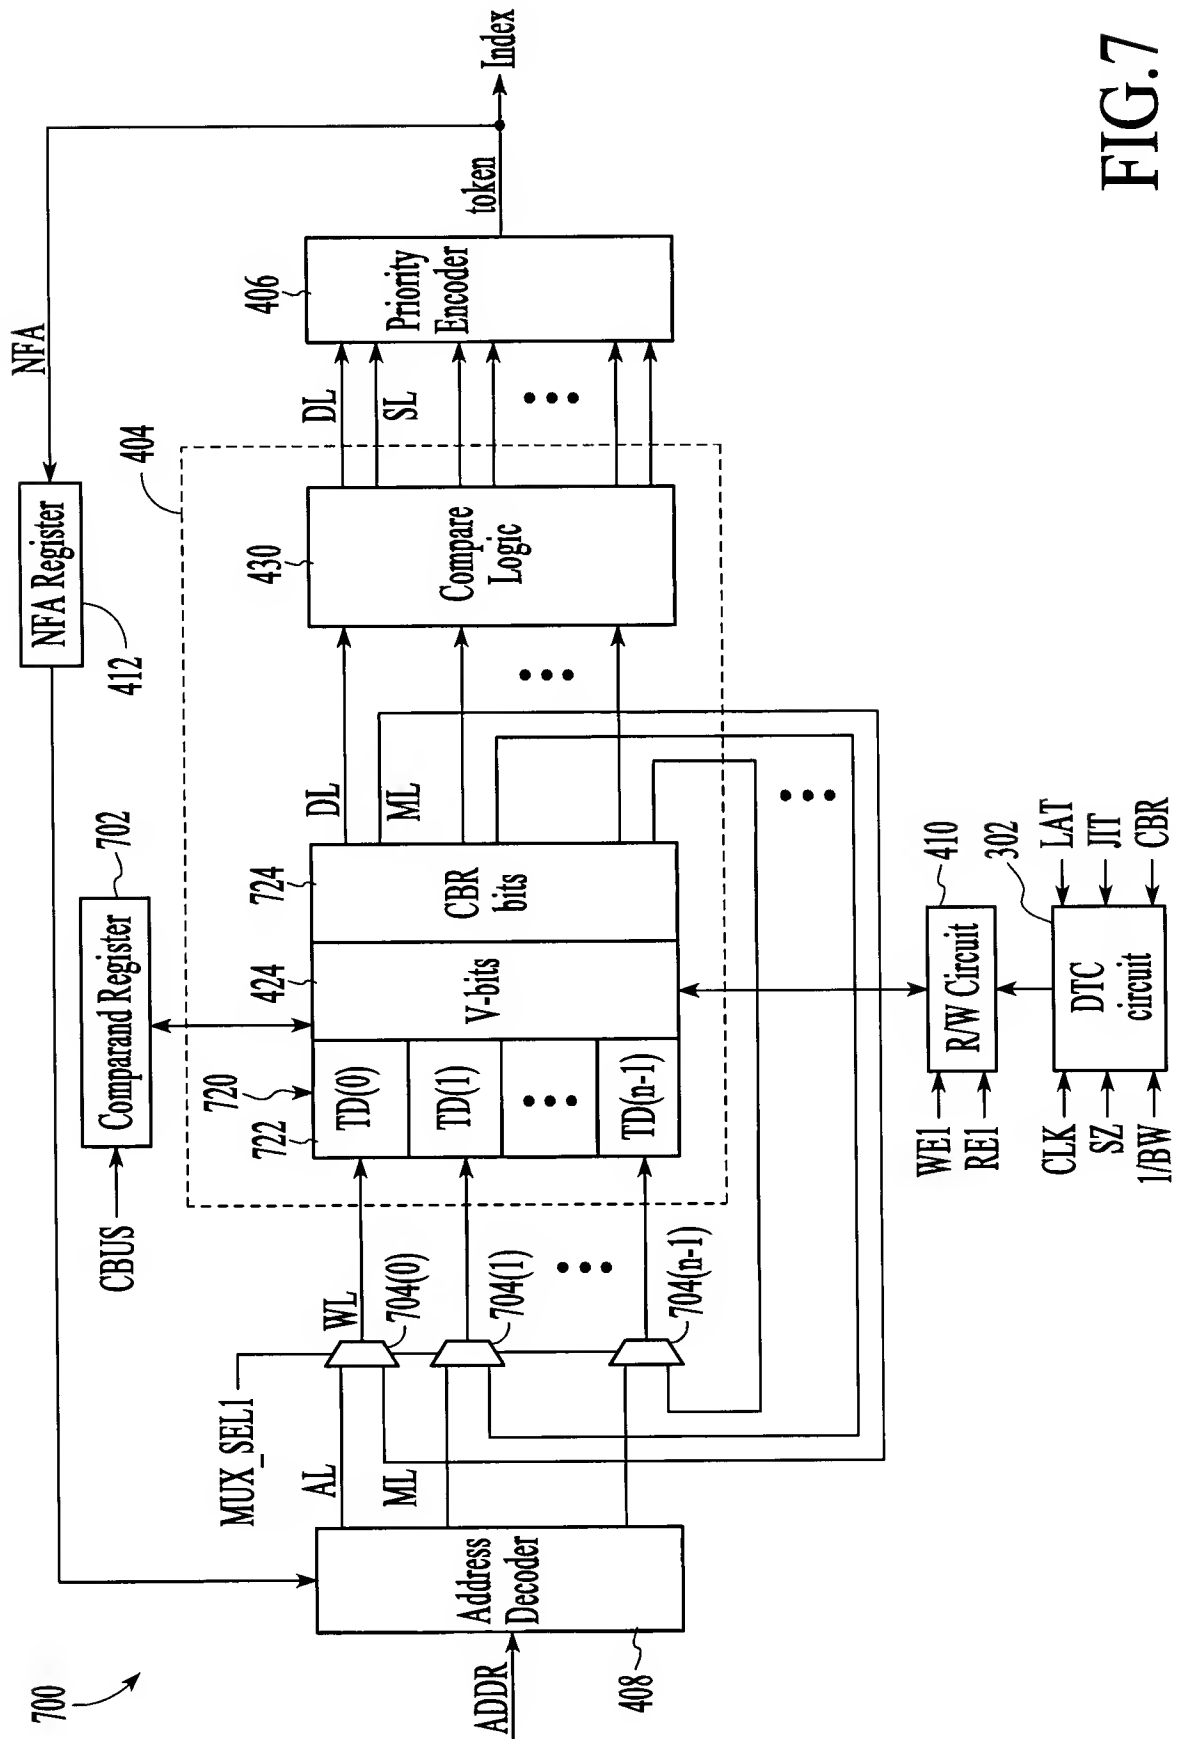 700
NFA
NFA Register
412
404
CBUS
Comparand Register
702
MUX_SEL1
AL
ML
WL
704(0)
704(1)
704(n-1)
ADDR
Address
Decoder
408
720
722
TD(0)
TD(1)
TD(n-1)
424
V-bits
724
CBR
bits
DL
ML
430
Compare
Logic
DL
SL
406
Priority
Encoder
token
Index
WE1
RE1
R/W Circuit
410
CLK
SZ
1/BW
DTC
circuit
302
LAT
JIT
CBR
FIG.7